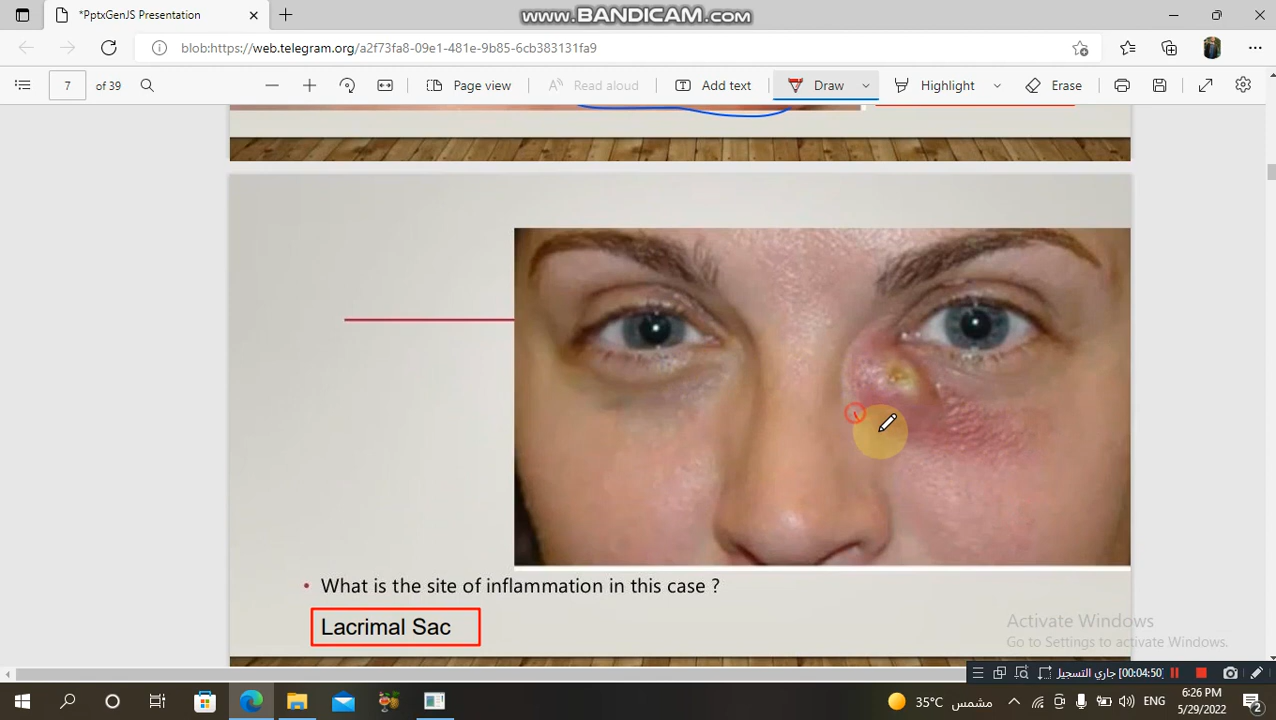 *PptxGenJS Presentation
www.BANDICAM.com
blob:https://web.telegram.org/a2f73fa8-09e1-481e-9b85-6cb383131fa9
7 of 39
Page view
Read aloud
Add text
Draw
Highlight
Erase
• What is the site of inflammation in this case ?
Lacrimal Sac
Activate Windows
Go to Settings to activate Windows.
جاري التسجيل [00:04:50]
35°C مشمس
ENG
6:26 PM
5/29/2022
2